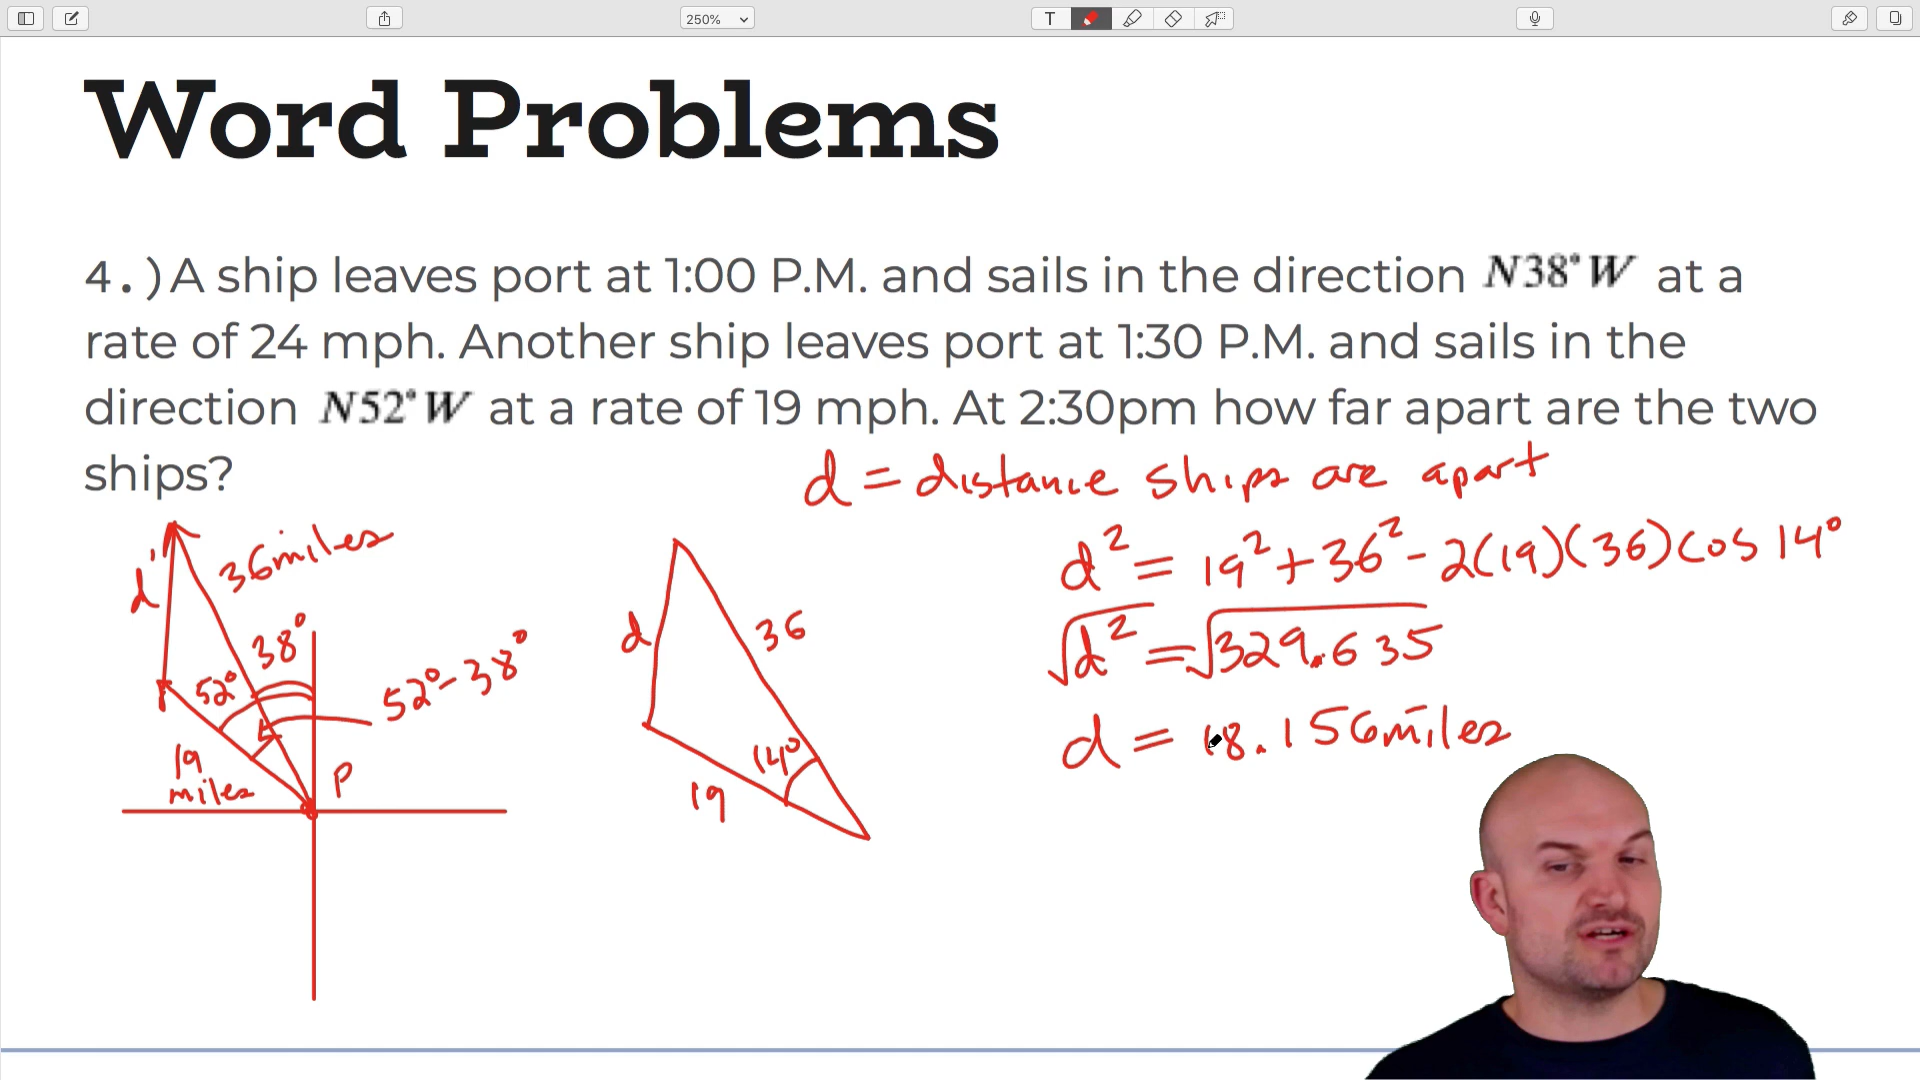 250%
T
Word Problems
4.) A ship leaves port at 1:00 P.M. and sails in the direction N38°W at a
rate of 24 mph. Another ship leaves port at 1:30 P.M. and sails in the
direction N52°W at a rate of 19 mph. At 2:30pm how far apart are the two
ships?
d = distance ships are apart
36 miles
d
38°
52°
52° - 38°
19
miles
P
d
36
14°
19
d² = 19² + 36² - 2(19)(36) cos 14°
√d² = √329.635
d = 18.156 miles